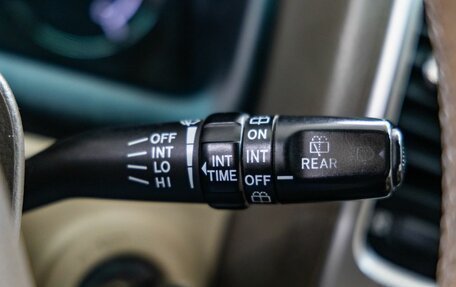 OFF
INT
LO
HI
INT
TIME
ON
INT
OFF
REAR